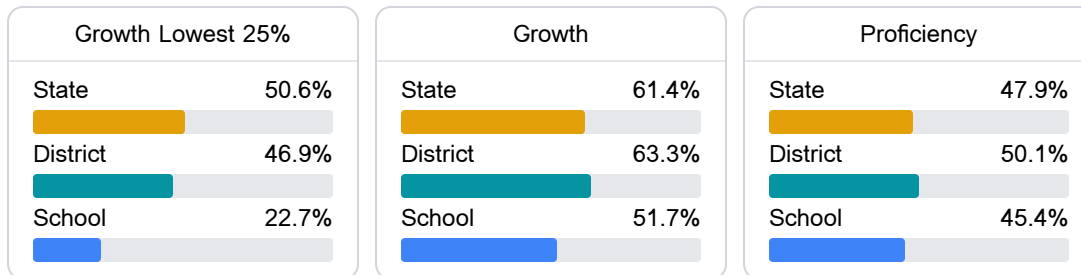 Growth Lowest 25%
State 50.6%
District 46.9%
School 22.7%
Growth
State 61.4%
District 63.3%
School 51.7%
Proficiency
State 47.9%
District 50.1%
School 45.4%